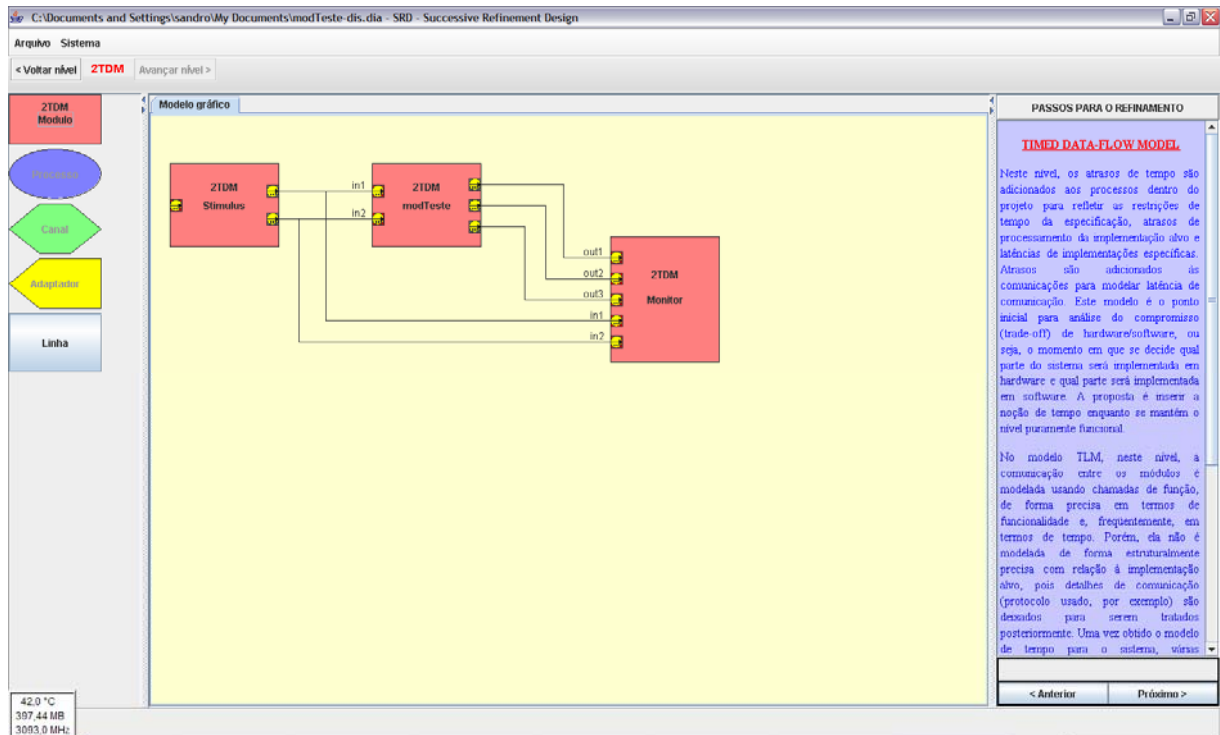 C:\Documents and Settings\sandro\My Documents\modTeste-dis.dia - SRD - Successive Refinement Design
Arquivo Sistema
< Voltar nível 2TDM Avançar nível >
2TDM
Modulo
Processo
Canal
Adaptador
Linha
Modelo gráfico
2TDM
Stimulus
in1
in2
2TDM
modTeste
out1
out2
out3
in1
in2
2TDM
Monitor
PASSOS PARA O REFINAMENTO
TIMED DATA-FLOW MODEL
Neste nível, os atrasos de tempo são
adicionados aos processos dentro do
projeto para refletir as restrições de
tempo da especificação, atrasos de
processamento da implementação alvo e
latências de implementações específicas.
Atrasos são adicionados às
comunicações para modelar latência de
comunicação. Este modelo é o ponto
inicial para análise do compromisso
(trade-off) de hardware/software, ou
seja, o momento em que se decide qual
parte do sistema será implementada em
hardware e qual parte será implementada
em software. A proposta é inserir a
noção de tempo enquanto se mantém o
nível puramente funcional.
No modelo TLM, neste nível, a
comunicação entre os módulos é
modelada usando chamadas de função,
de forma precisa em termos de
funcionalidade e, freqüentemente, em
termos de tempo. Porém, ela não é
modelada de forma estruturalmente
precisa com relação à implementação
alvo, pois detalhes de comunicação
(protocolo usado, por exemplo) são
deixados para serem tratados
posteriormente. Uma vez obtido o modelo
de tempo para o sistema, várias
< Anterior Próximo >
42,0 °C
397,44 MB
3093,0 MHz